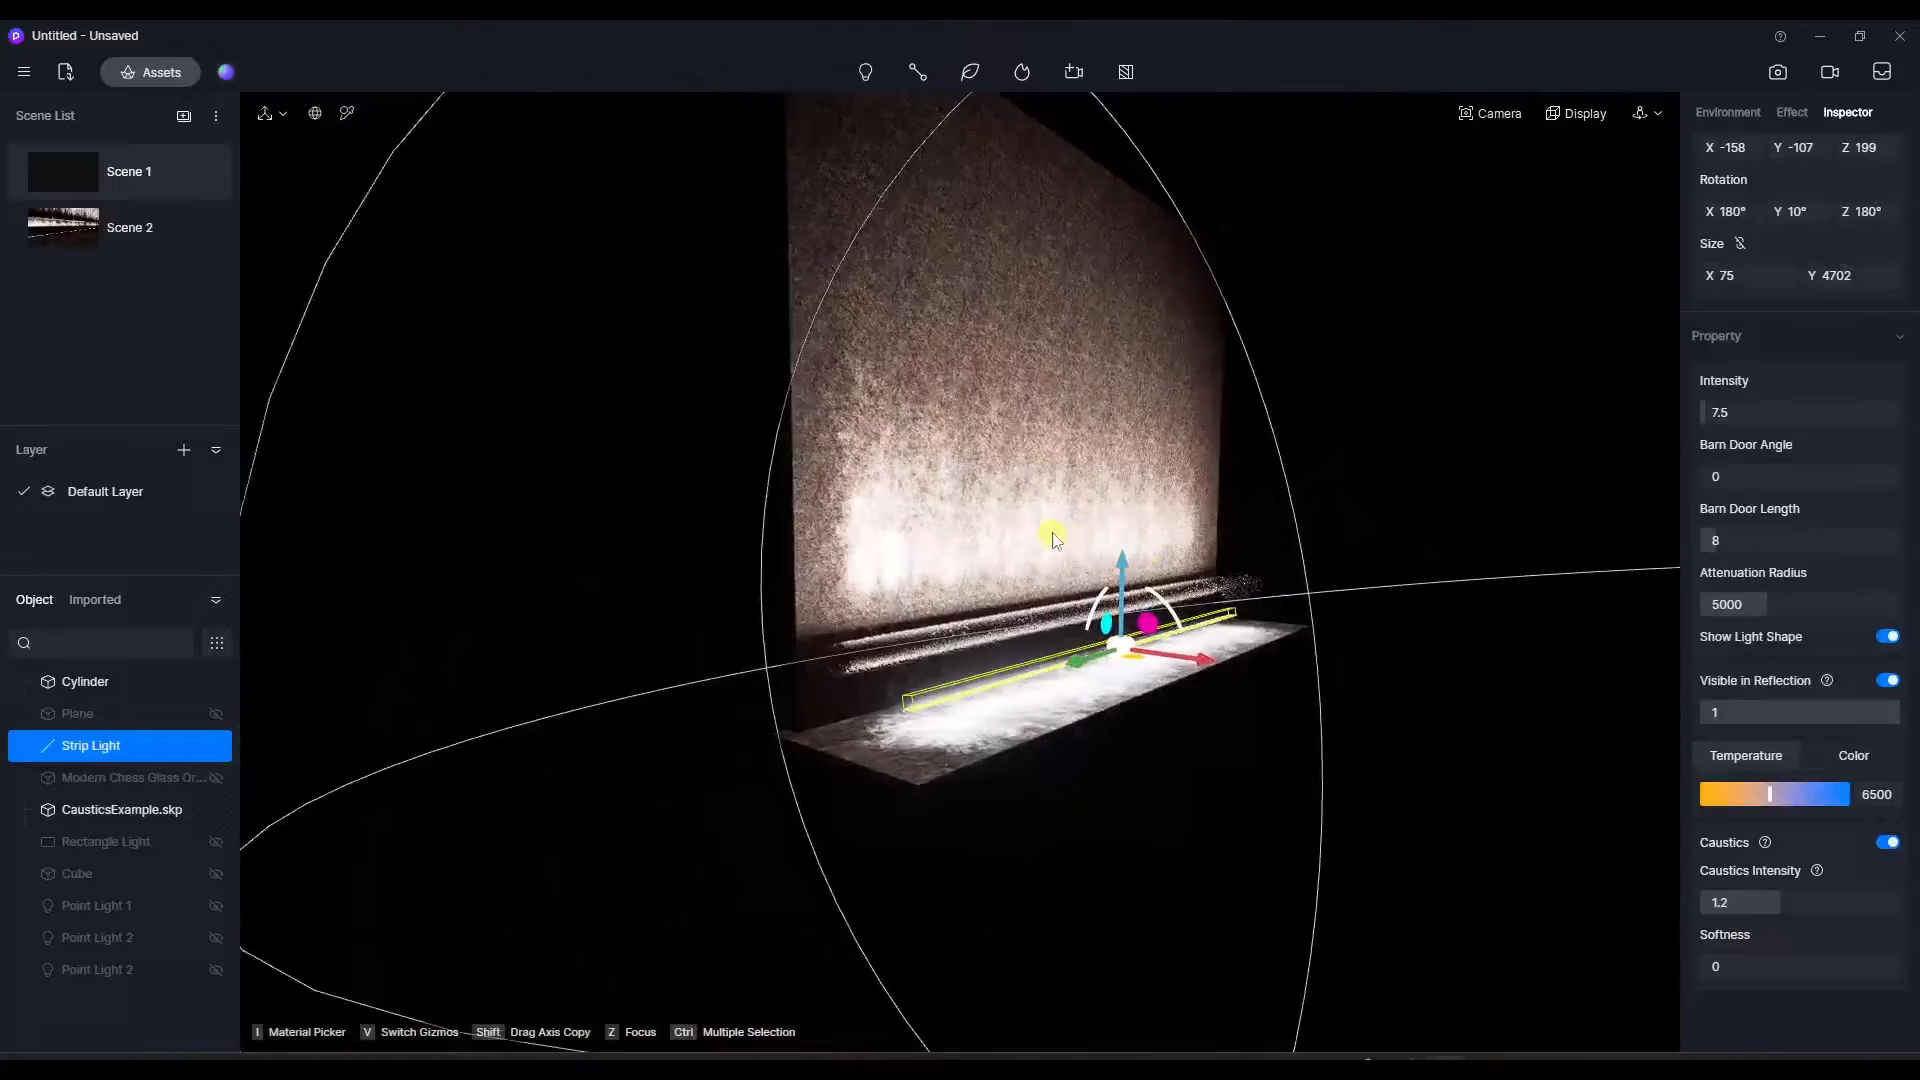 Untitled - Unsaved
Assets
Scene List
Scene 1
Scene 2
Layer
Default Layer
Object Imported
Cylinder
Plane
Strip Light
Modern Chess Glass Or...
CausticsExample.skp
Rectangle Light
Cube
Point Light 1
Point Light 2
Point Light 2
Camera Display
I Material Picker V Switch Gizmos Shift Drag Axis Copy Z Focus Ctrl Multiple Selection
Environment Effect Inspector
X -158 Y -107 Z 199
Rotation
X 180° Y 10° Z 180°
Size
X 75 Y 4702
Property
Intensity
7.5
Barn Door Angle
0
Barn Door Length
8
Attenuation Radius
5000
Show Light Shape
Visible in Reflection
1
Temperature Color
6500
Caustics
Caustics Intensity
1.2
Softness
0